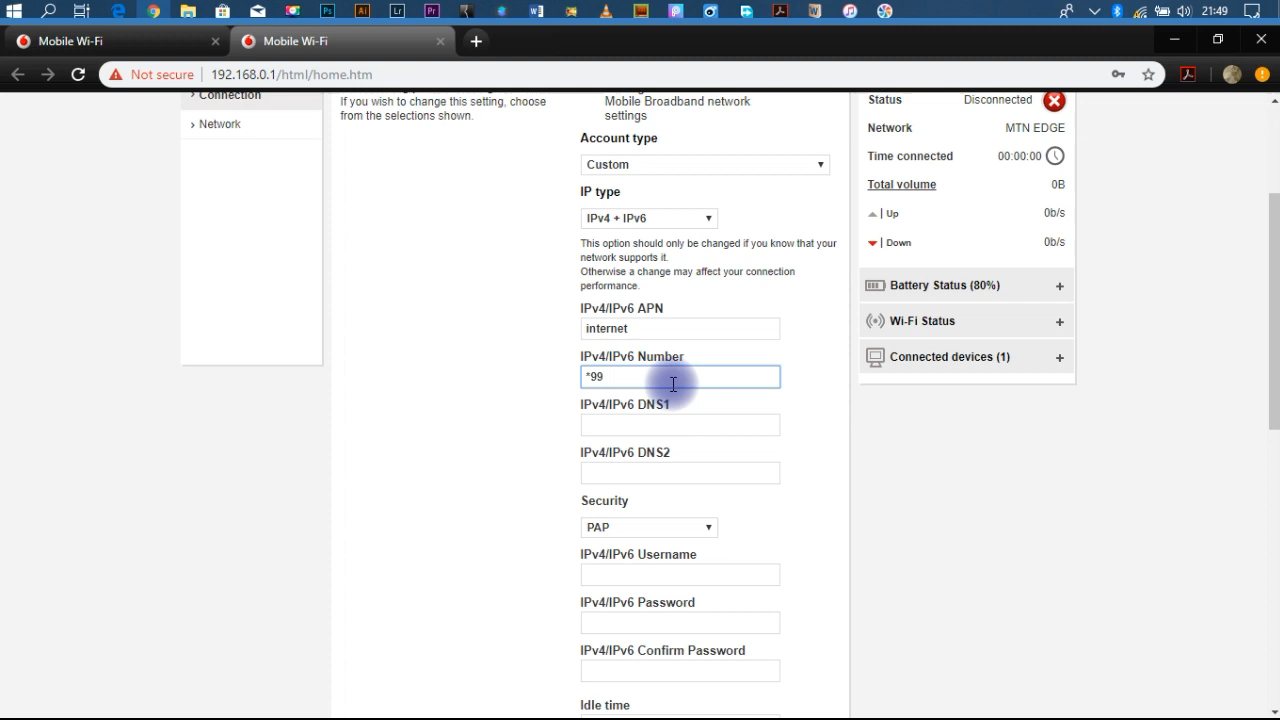 21:49
Mobile Wi-Fi
Mobile Wi-Fi
Not secure
192.168.0.1/html/home.htm
Connection
Network
If you wish to change this setting, choose
from the selections shown.
Mobile Broadband network
settings
Account type
Custom
IP type
IPv4 + IPv6
This option should only be changed if you know that your
network supports it.
Otherwise a change may affect your connection
performance.
IPv4/IPv6 APN
internet
IPv4/IPv6 Number
*99
IPv4/IPv6 DNS1
IPv4/IPv6 DNS2
Security
PAP
IPv4/IPv6 Username
IPv4/IPv6 Password
IPv4/IPv6 Confirm Password
Idle time
Status Disconnected
Network MTN EDGE
Time connected 00:00:00
Total volume 0B
Up 0b/s
Down 0b/s
Battery Status (80%) +
Wi-Fi Status +
Connected devices (1) +